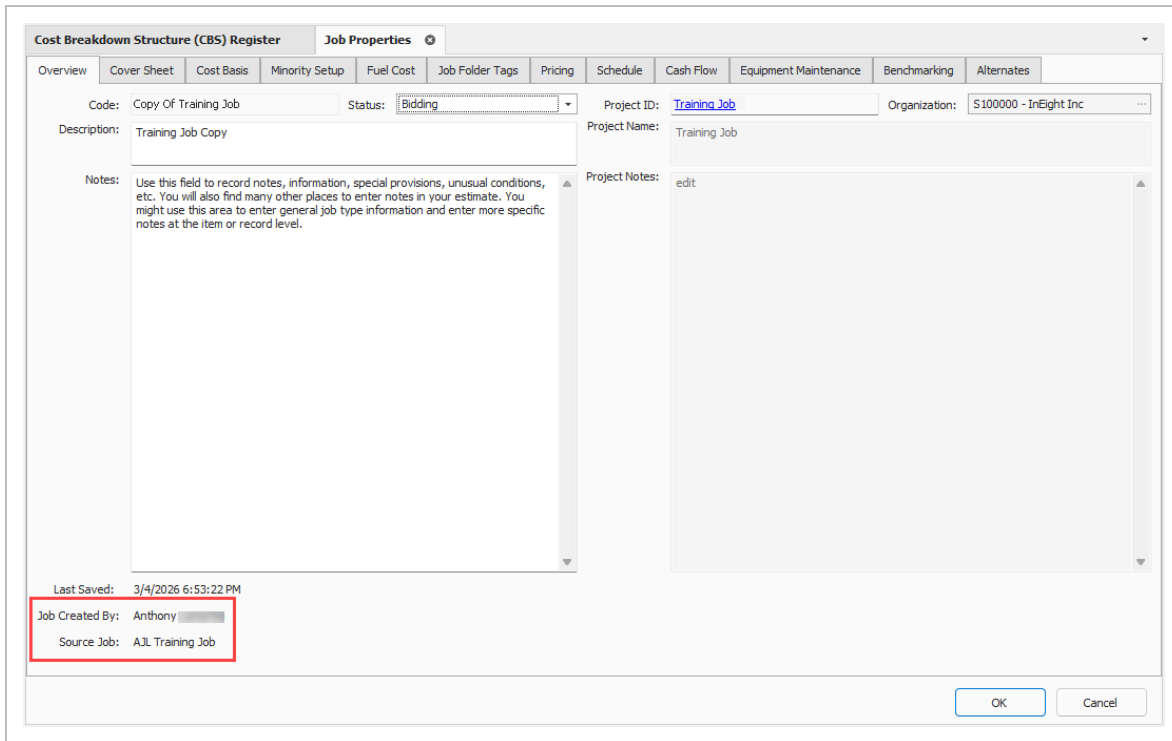 Cost Breakdown Structure (CBS) Register Job Properties
Overview Cover Sheet Cost Basis Minority Setup Fuel Cost Job Folder Tags Pricing Schedule Cash Flow Equipment Maintenance Benchmarking Alternates
Code: Copy Of Training Job Status: Bidding Project ID: Training Job Organization: S100000 - InEight Inc ...
Description: Training Job Copy Project Name: Training Job
Notes: Use this field to record notes, information, special provisions, unusual conditions, Project Notes: edit
etc. You will also find many other places to enter notes in your estimate. You
might use this area to enter general job type information and enter more specific
notes at the item or record level.
Last Saved: 3/4/2026 6:53:22 PM
Job Created By: Anthony
Source Job: AJL Training Job
OK Cancel